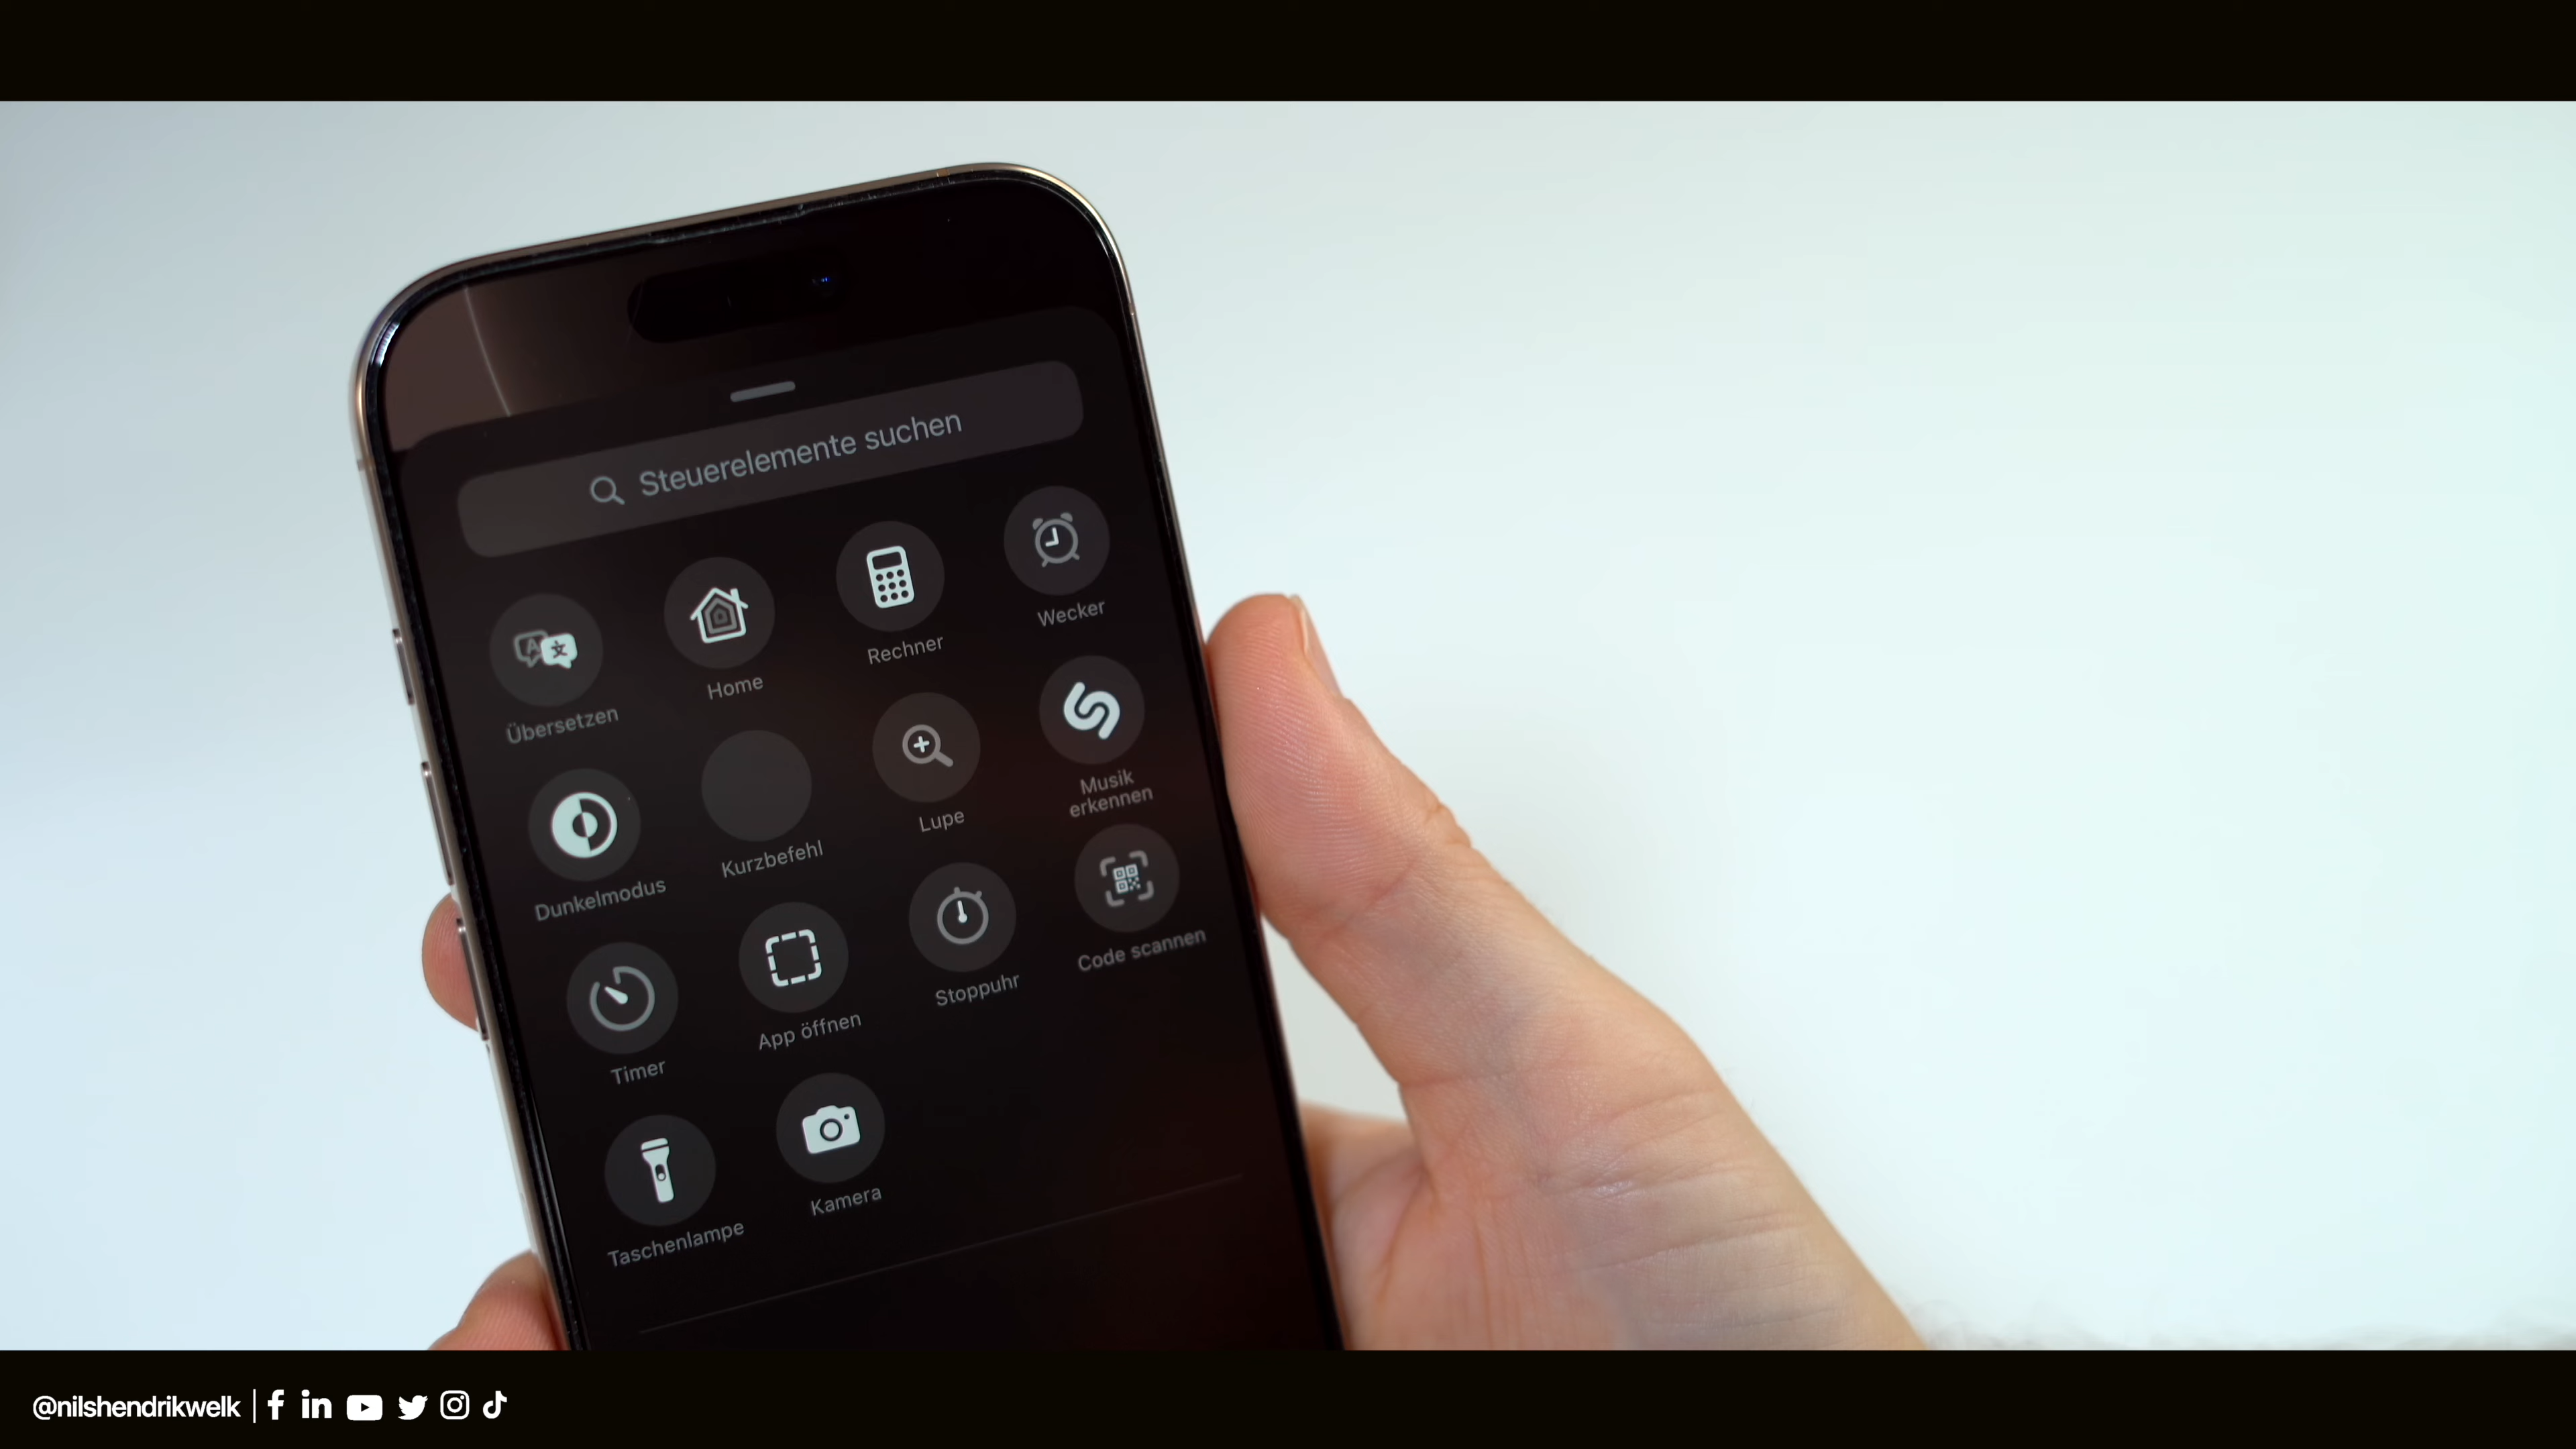 Steuerelemente suchen
Übersetzen
Home
Rechner
Wecker
Dunkelmodus
Kurzbefehl
Lupe
Musik
erkennen
Timer
App öffnen
Stoppuhr
Code scannen
Taschenlampe
Kamera
@nilshendrikwelk